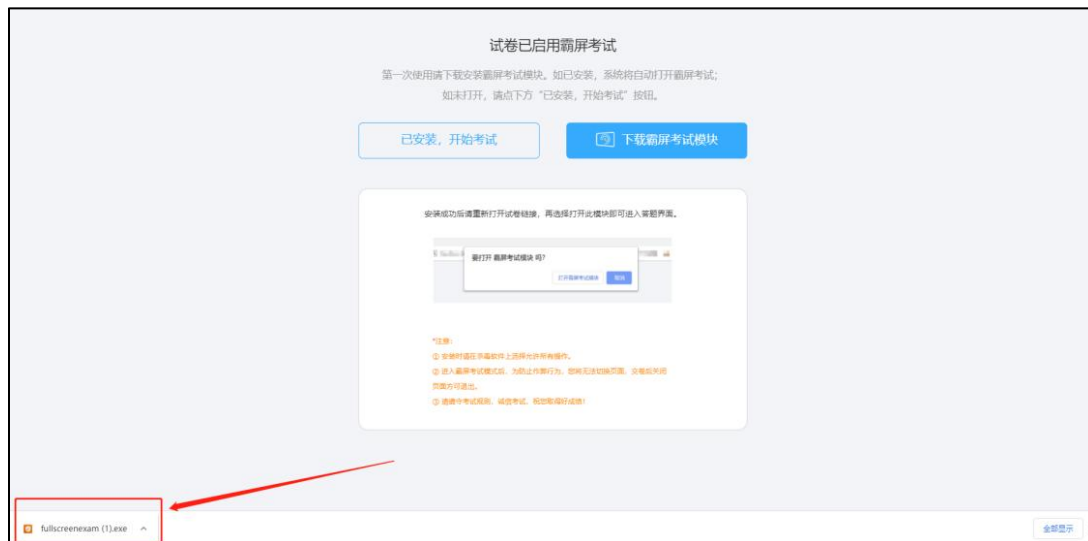 试卷已启用霸屏考试
第一次使用请下载安装霸屏考试模块。如已安装，系统将自动打开霸屏考试；
如未打开，请点下方“已安装，开始考试”按钮。
已安装，开始考试
下载霸屏考试模块
安装成功后请重新打开试卷链接，再选择打开此模块即可进入答题界面。
要打开 霸屏考试模块 吗?
打开霸屏考试模块
取消
*注意：
① 安装时请在杀毒软件上选择允许所有操作。
② 进入霸屏考试模式后，为防止作弊行为，您将无法切换页面，交卷后关闭
页面方可退出。
③ 请遵守考试规则，诚信考试，祝您取得好成绩！
fullscreenexam (1).exe
全部显示